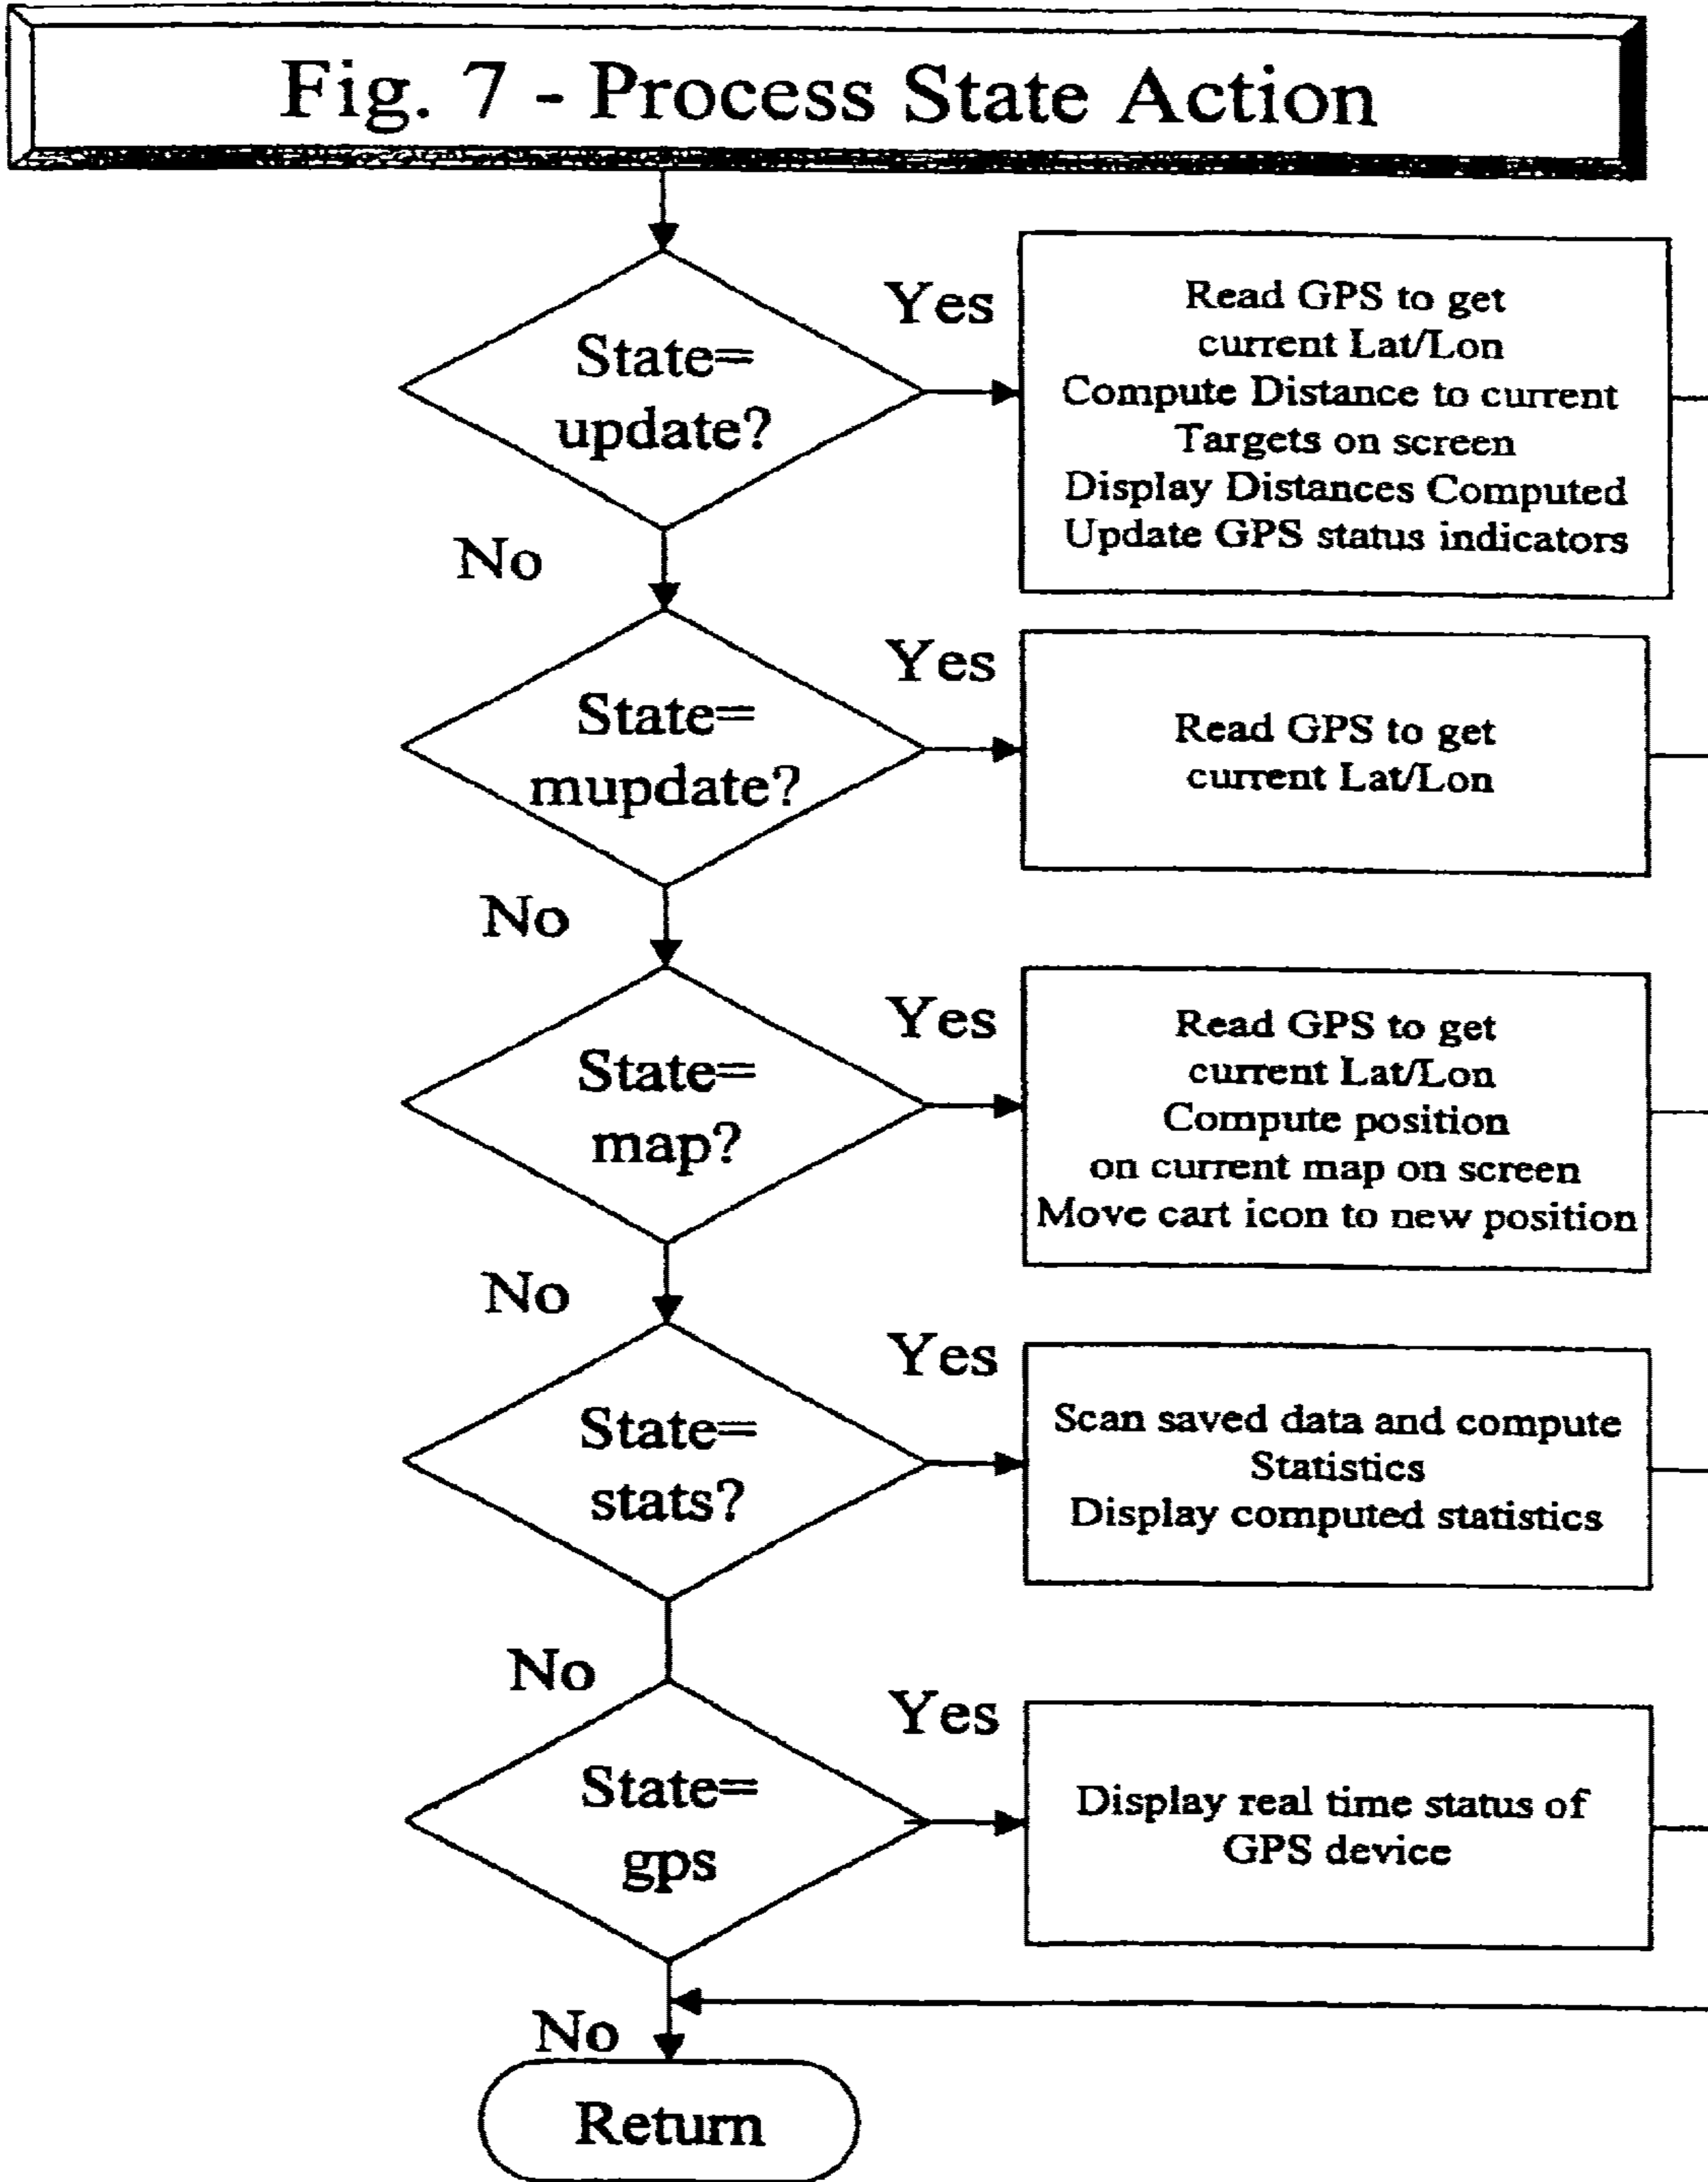 Fig. 7 - Process State Action
State=
update?
Yes
Read GPS to get
current Lat/Lon
Compute Distance to current
Targets on screen
Display Distances Computed
Update GPS status indicators
No
State=
mupdate?
Yes
Read GPS to get
current Lat/Lon
No
State=
map?
Yes
Read GPS to get
current Lat/Lon
Compute position
on current map on screen
Move cart icon to new position
No
State=
stats?
Yes
Scan saved data and compute
Statistics
Display computed statistics
No
State=
gps
Yes
Display real time status of
GPS device
No
Return